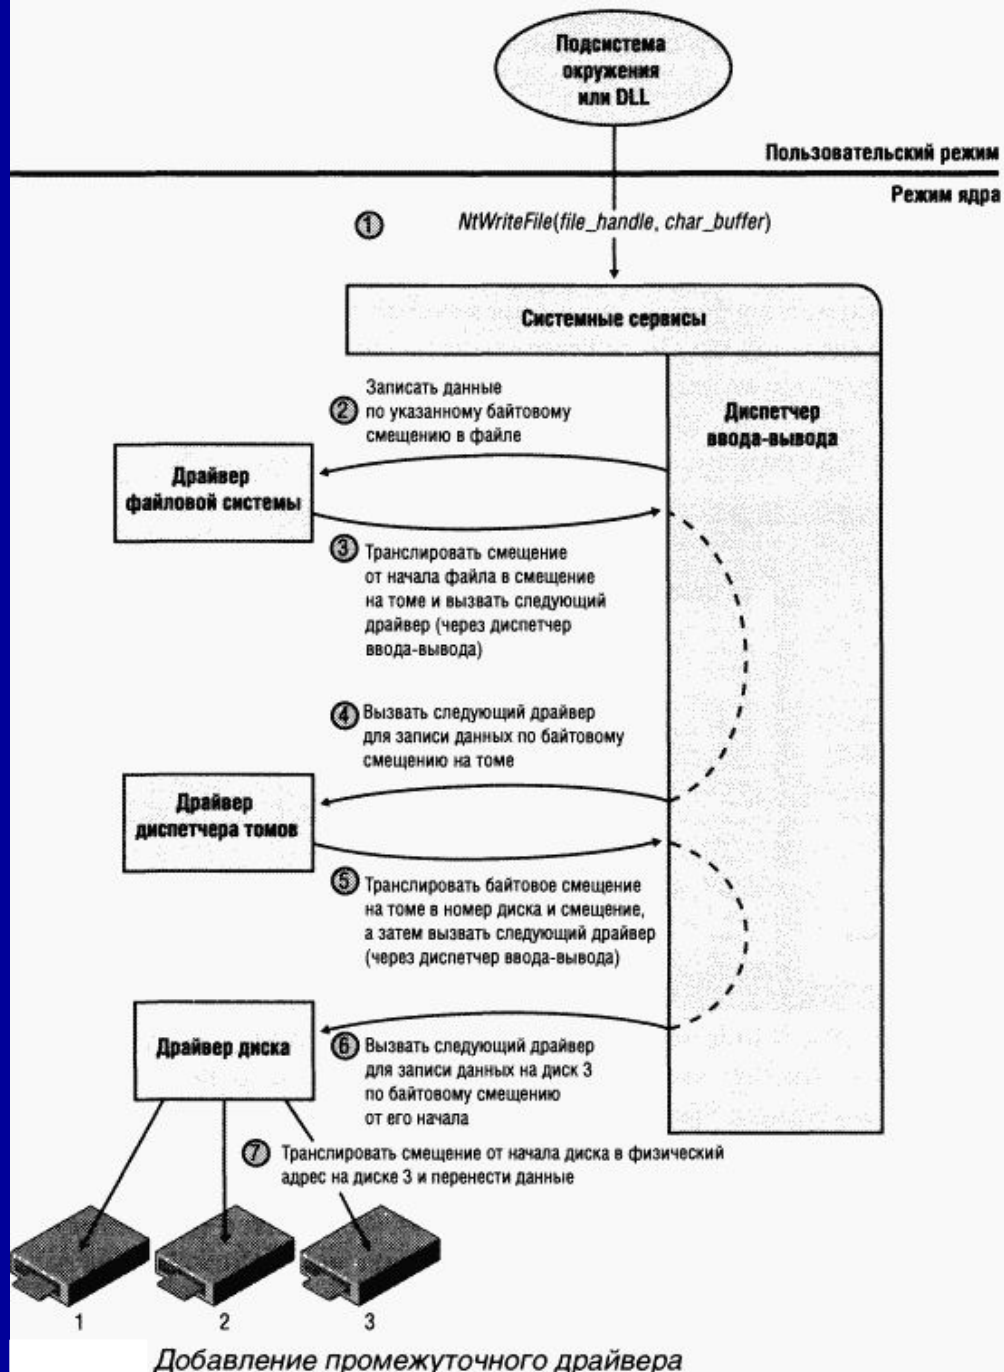 Подсистема
окружения
или DLL
Пользовательский режим
Режим ядра
1
NtWriteFile(file_handle, char_buffer)
Системные сервисы
Записать данные
2 по указанному байтовому
смещению в файле
Диспетчер
ввода-вывода
Драйвер
файловой системы
3 Транслировать смещение
от начала файла в смещение
на томе и вызвать следующий
драйвер (через диспетчер
ввода-вывода)
4 Вызвать следующий драйвер
для записи данных по байтовому
смещению на томе
Драйвер
диспетчера томов
5 Транслировать байтовое смещение
на томе в номер диска и смещение,
а затем вызвать следующий драйвер
(через диспетчер ввода-вывода)
Драйвер диска
6 Вызвать следующий драйвер
для записи данных на диск 3
по байтовому смещению
от его начала
7 Транслировать смещение от начала диска в физический
адрес на диске 3 и перенести данные
1
2
3
Добавление промежуточного драйвера